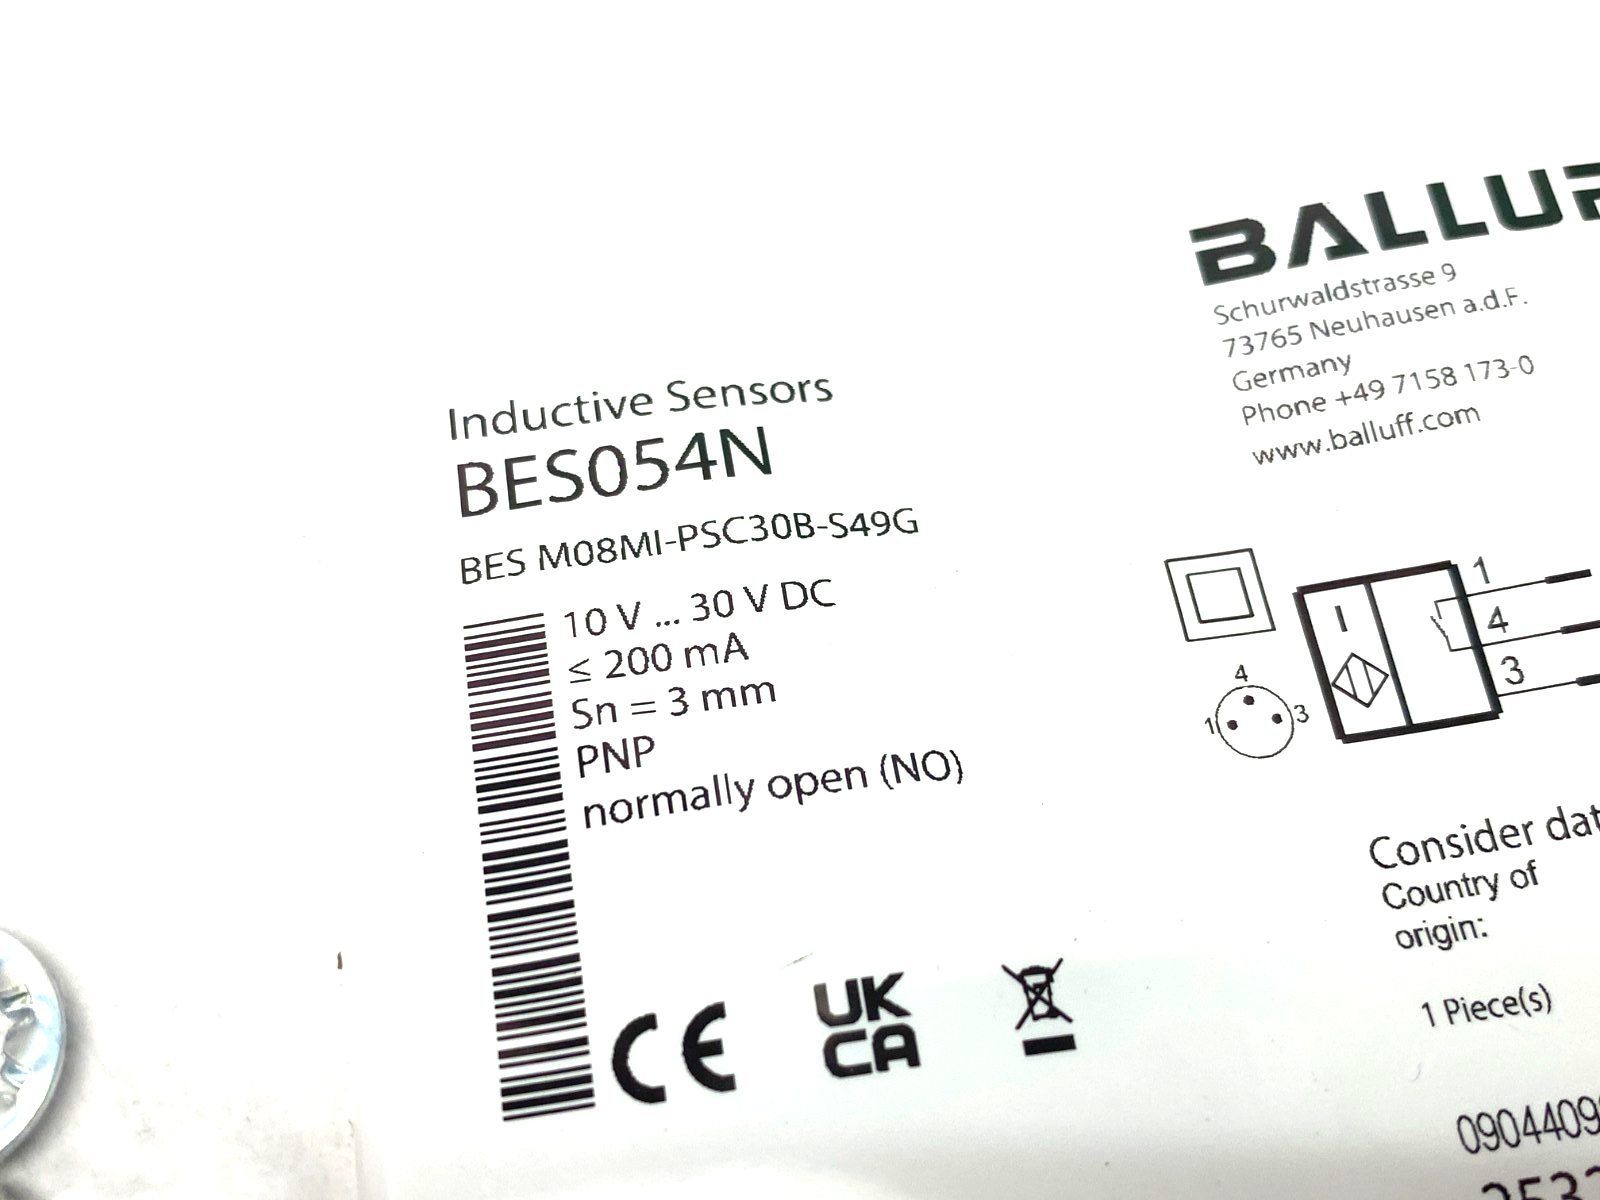 BALLUF
Schurwaldstrasse 9
73765 Neuhausen a.d.F.
Germany
Phone +49 7158 173-0
www.balluff.com
Inductive Sensors
BES054N
BES M08MI-PSC30B-S49G
10 V ... 30 V DC
≤ 200 mA
Sn = 3 mm
PNP
normally open (NO)
1
4
3
4
1
3
Consider
Country of
origin:
1 Piece(s)
CE
UK
CA